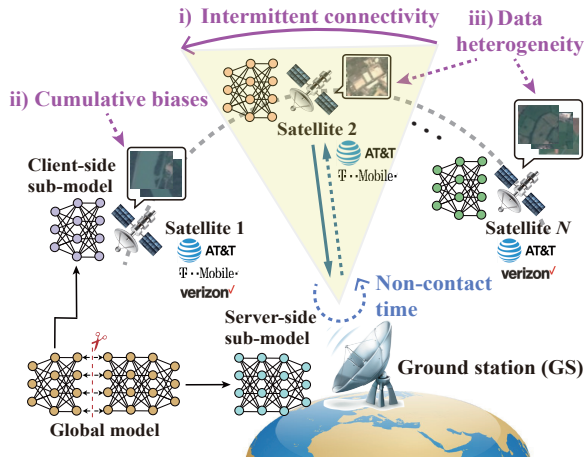 i) Intermittent connectivity
iii) Data
heterogeneity
ii) Cumulative biases
Client-side
sub-model
Satellite 1
AT&T
T··Mobile·
verizon✓
Satellite 2
AT&T
T··Mobile·
Satellite N
AT&T
verizon✓
Non-contact
time
Server-side
sub-model
Ground station (GS)
Global model